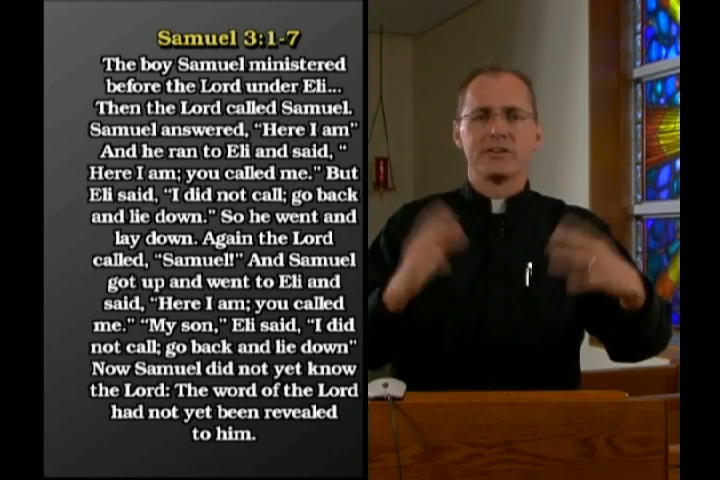 Samuel 3:1-7
The boy Samuel ministered
before the Lord under Eli...
Then the Lord called Samuel.
Samuel answered, “Here I am”
And he ran to Eli and said, “
Here I am; you called me.” But
Eli said, “I did not call; go back
and lie down.” So he went and
lay down. Again the Lord
called, “Samuel!” And Samuel
got up and went to Eli and
said, “Here I am; you called
me.” “My son,” Eli said, “I did
not call; go back and lie down”
Now Samuel did not yet know
the Lord: The word of the Lord
had not yet been revealed
to him.